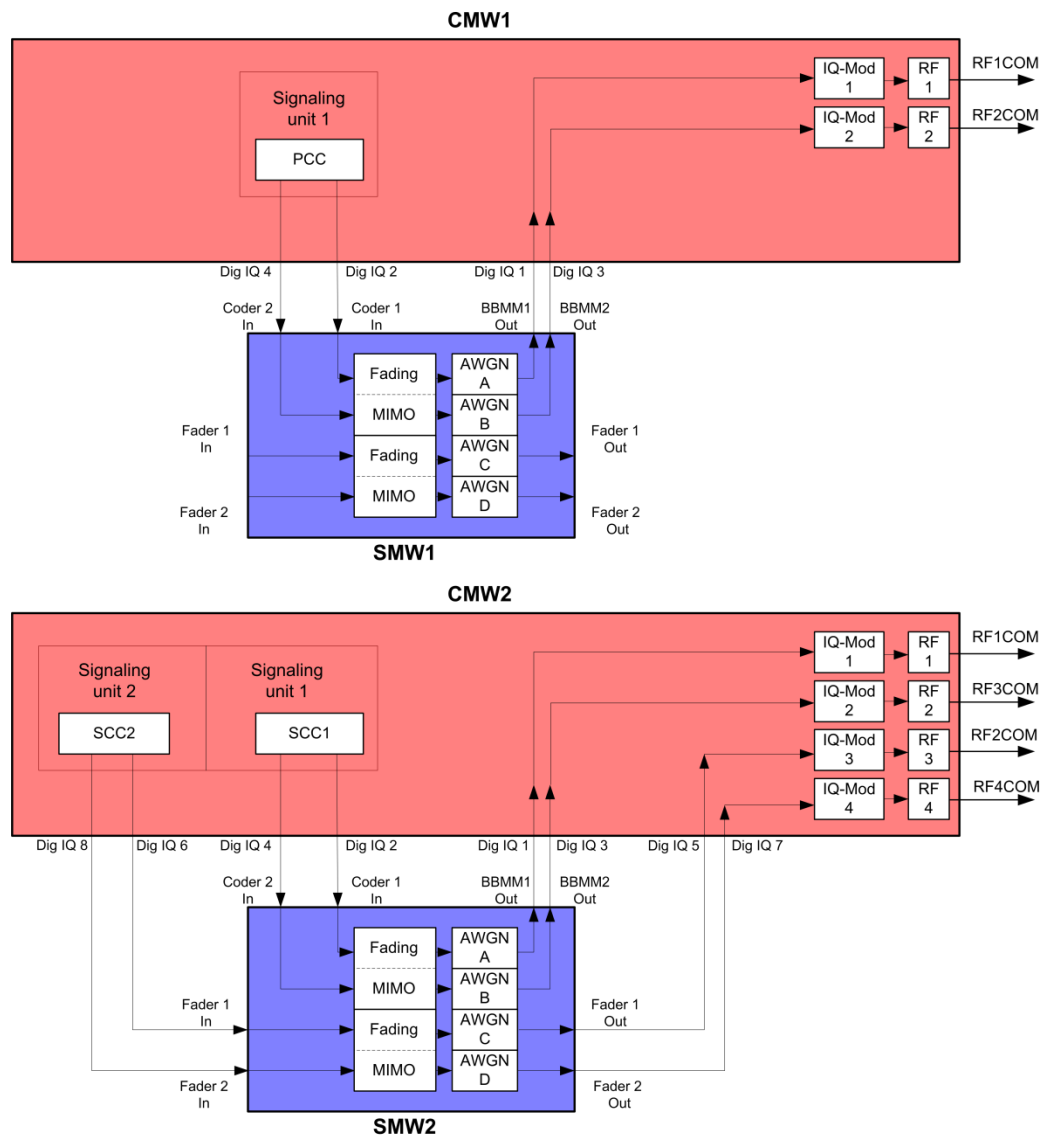 CMW1
Signaling
unit 1
PCC
IQ-Mod
1
RF
1
RF1COM
IQ-Mod
2
RF
2
RF2COM
Dig IQ 4
Dig IQ 2
Dig IQ 1
Dig IQ 3
Coder 2
In
Coder 1
In
BBMM1
Out
BBMM2
Out
Fading
AWGN
A
MIMO
AWGN
B
Fader 1
In
Fading
AWGN
C
Fader 1
Out
MIMO
AWGN
D
Fader 2
In
Fader 2
Out
SMW1
CMW2
Signaling
unit 2
SCC2
Signaling
unit 1
SCC1
IQ-Mod
1
RF
1
RF1COM
IQ-Mod
2
RF
2
RF3COM
IQ-Mod
3
RF
3
RF2COM
IQ-Mod
4
RF
4
RF4COM
Dig IQ 8
Dig IQ 6
Dig IQ 4
Dig IQ 2
Dig IQ 1
Dig IQ 3
Dig IQ 5
Dig IQ 7
Coder 2
In
Coder 1
In
BBMM1
Out
BBMM2
Out
Fading
AWGN
A
MIMO
AWGN
B
Fader 1
In
Fading
AWGN
C
Fader 1
Out
MIMO
AWGN
D
Fader 2
In
Fader 2
Out
SMW2